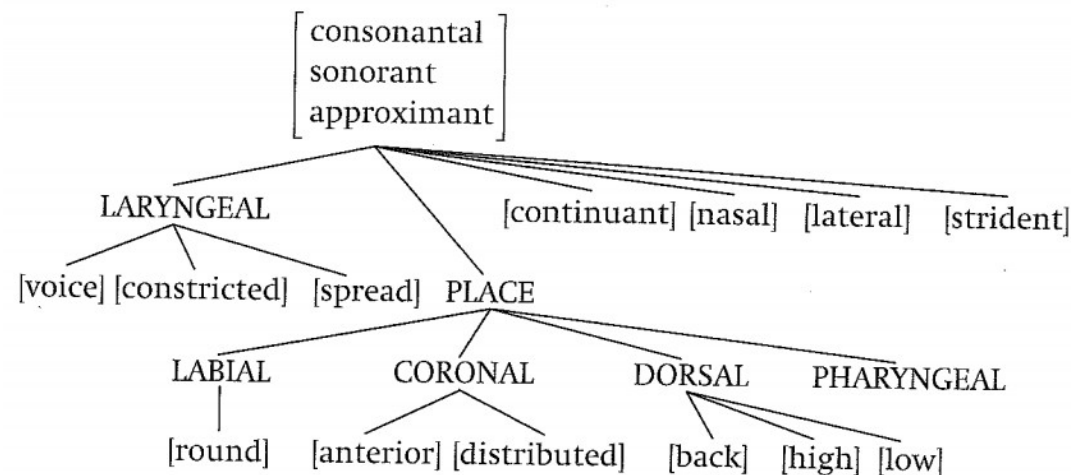 consonantal
sonorant
approximant
LARYNGEAL
[continuant] [nasal] [lateral] [strident]
[voice] [constricted] [spread] PLACE
LABIAL CORONAL DORSAL PHARYNGEAL
[round] [anterior] [distributed] [back] [high] [low]